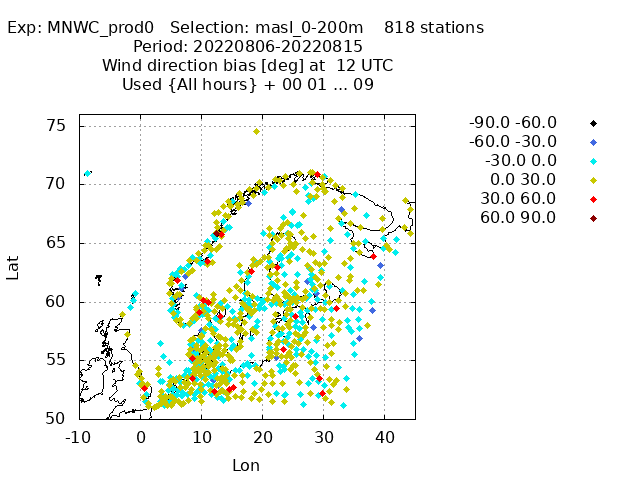 Exp: MNWC_prod0   Selection: masl_0-200m    818 stations
Period: 20220806-20220815
Wind direction bias [deg] at  12 UTC
Used {All hours} + 00 01 ... 09
-90.0 -60.0
-60.0 -30.0
-30.0 0.0
0.0 30.0
30.0 60.0
60.0 90.0
75
70
65
60
55
50
Lat
-10 0 10 20 30 40
Lon